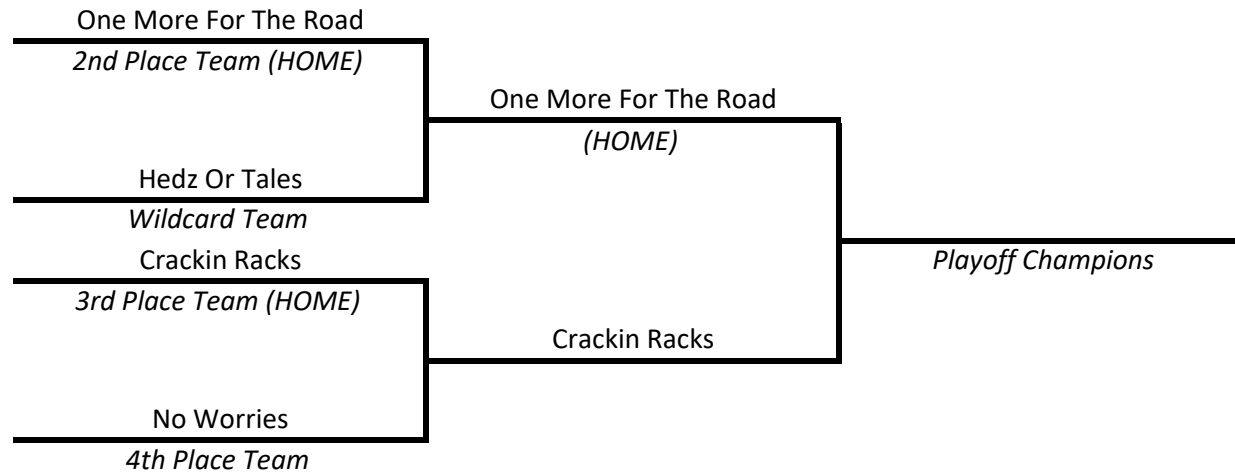 One More For The Road
2nd Place Team (HOME)
One More For The Road
(HOME)
Hedz Or Tales
Wildcard Team
Crackin Racks
3rd Place Team (HOME)
Playoff Champions
Crackin Racks
No Worries
4th Place Team